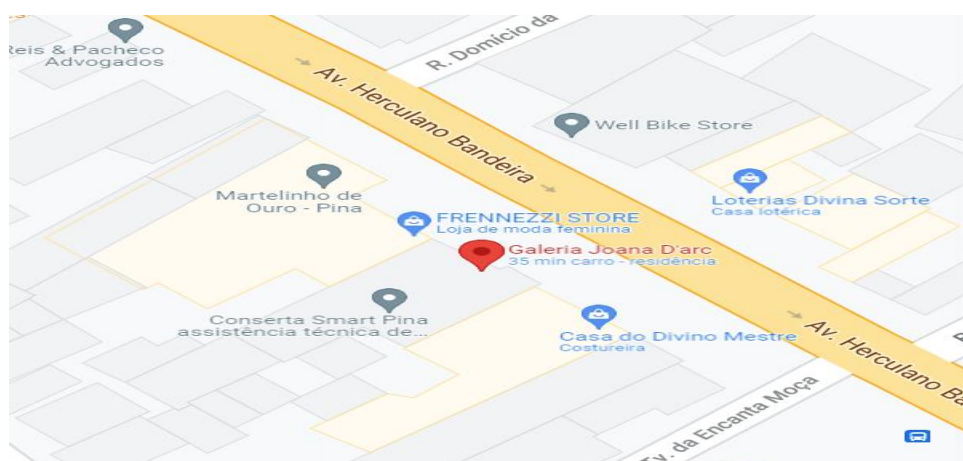 R. Domício da
Reis & Pacheco
Advogados
Av. Herculano Bandeira
Well Bike Store
Martelinho de
Ouro - Pina
Loterias Divina Sorte
Casa lotérica
FRENNEZZI STORE
Loja de moda feminina
Galeria Joana D'arc
35 min carro - residência
Conserta Smart Pina
assistência técnica de...
Casa do Divino Mestre
Costureira
Av. Herculano Ba
Tv. da Encanta Moça